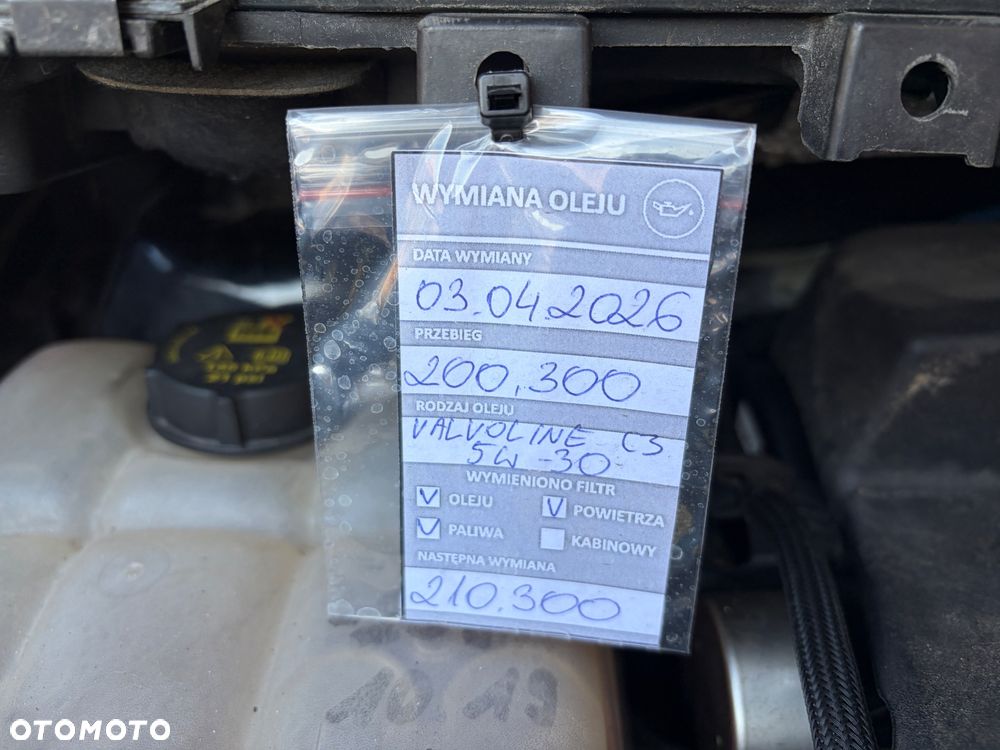 WYMIANA OLEJU
DATA WYMIANY
03.04.2026
PRZEBIEG
200,300
RODZAJ OLEJU
VALVOLINE C3
5W-30
WYMIENIONO FILTR
OLEJU
POWIETRZA
PALIWA
KABINOWY
NASTĘPNA WYMIANA
210.300
OTOMOTO